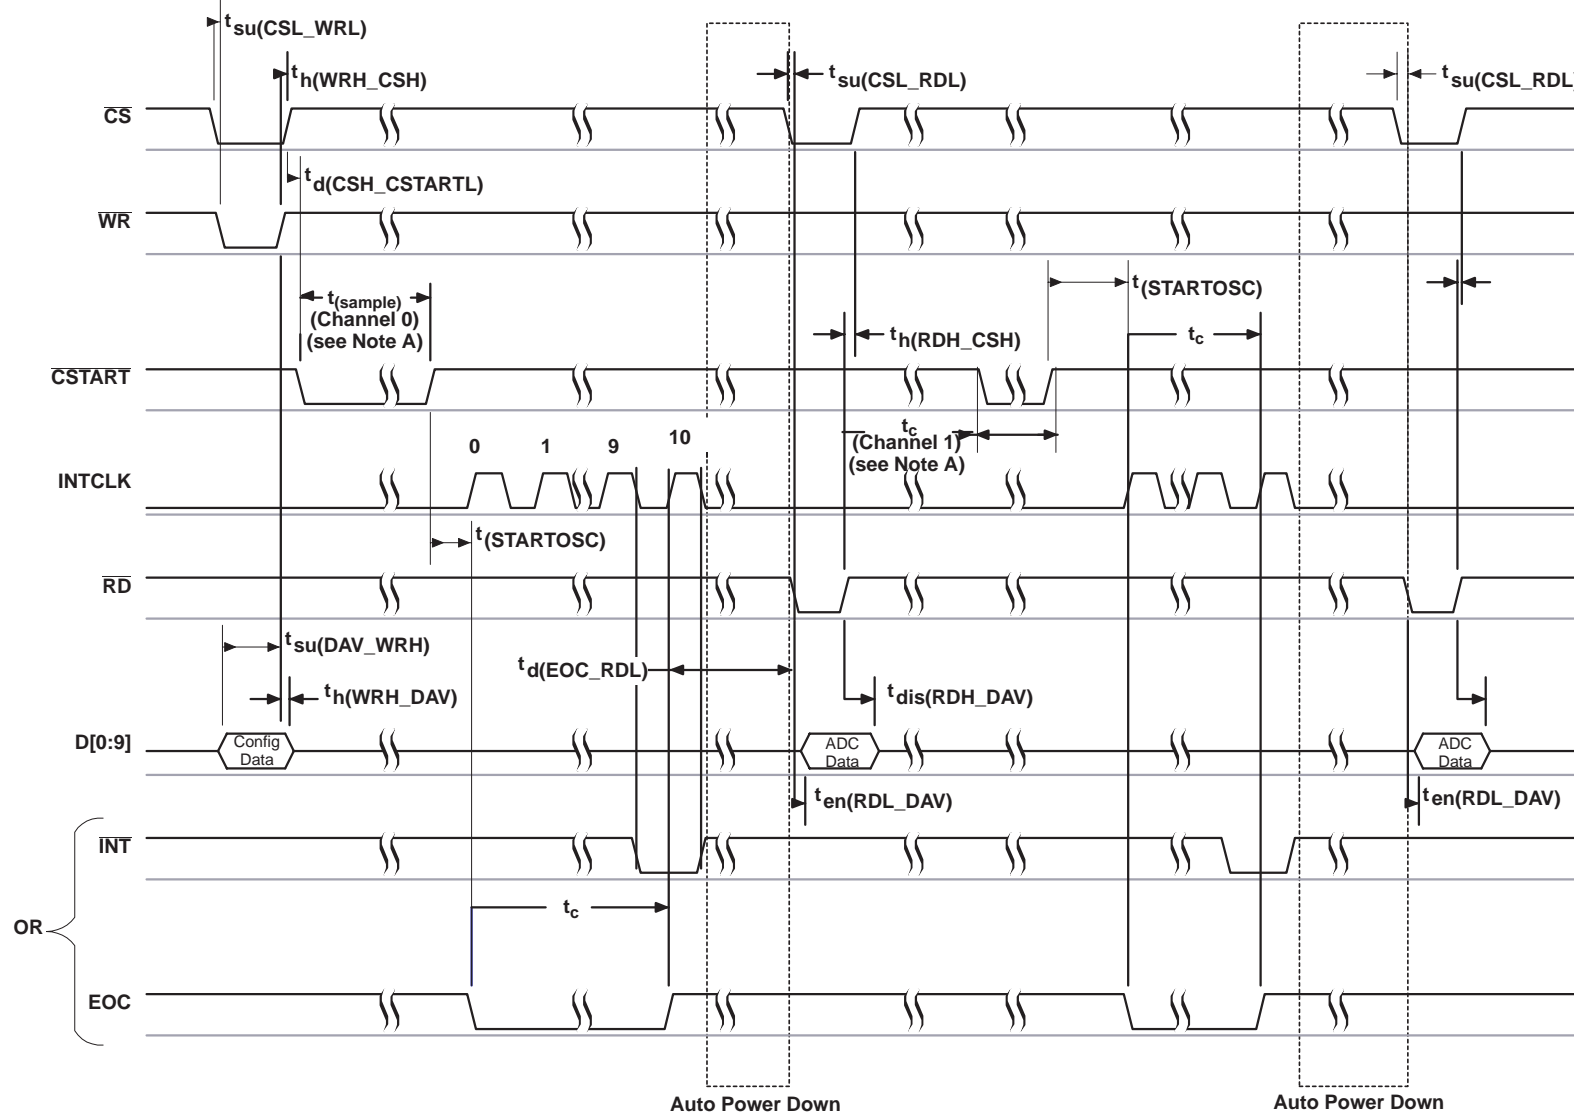 tsu(CSL_WRL)
th(WRH_CSH)
tsu(CSL_RDL)
tsu(CSL_RDL)
CS
td(CSH_CSTARTL)
WR
t(sample)
(Channel 0)
(see Note A)
t(STARTOSC)
th(RDH_CSH)
tc
CSTART
0
1
9
10
tc
(Channel 1)
(see Note A)
INTCLK
t(STARTOSC)
RD
tsu(DAV_WRH)
td(EOC_RDL)
th(WRH_DAV)
tdis(RDH_DAV)
D[0:9]
Config
Data
ADC
Data
ADC
Data
ten(RDL_DAV)
ten(RDL_DAV)
INT
tc
OR
EOC
Auto Power Down
Auto Power Down